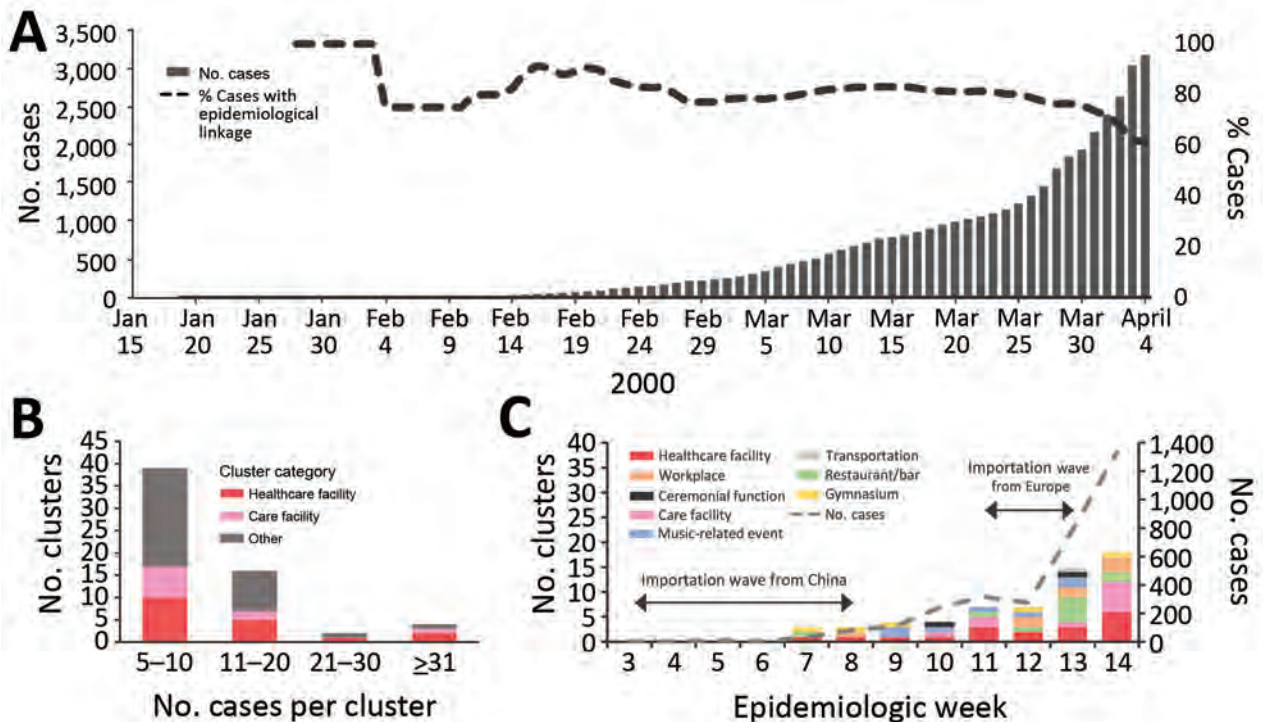 A
3,500
3,000
2,500
2,000
1,500
1,000
500
0
No. cases
No. cases
% Cases with
epidemiological
linkage
100
80
60
40
20
0
% Cases
Jan Jan Jan Jan Feb Feb Feb Feb Feb Feb Mar Mar Mar Mar Mar Mar April
15 20 25 30 4 9 14 19 24 29 5 10 15 20 25 30 4
2000
B
45
40
35
30
25
20
15
10
5
0
No. clusters
Cluster category
Healthcare facility
Care facility
Other
5–10 11–20 21–30 ≥31
No. cases per cluster
C
40
35
30
25
20
15
10
5
0
No. clusters
Healthcare facility
Workplace
Ceremonial function
Care facility
Music-related event
Transportation
Restaurant/bar
Gymnasium
No. cases
Importation wave
from Europe
Importation wave from China
1,400
1,200
1,000
800
600
400
200
0
No. cases
3 4 5 6 7 8 9 10 11 12 13 14
Epidemiologic week